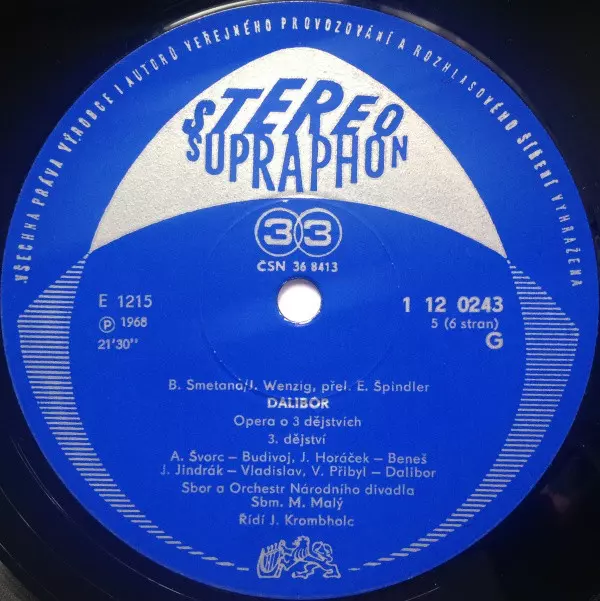 VŠECHNA PRÁVA VÝROBCE I AUTORŮ VEŘEJNÉHO PROVOZOVÁNÍ A ROZHLASOVÉHO ŠÍŘENÍ VYHRAŽENA
STEREO
SUPRAPHON
33
ČSN 36 8413
E 1215
Ⓟ 1968
21'30"
1 12 0243
5 (6 stran)
G
B. Smetana/J. Wenzig, přel. E. Špindler
DALIBOR
Opera o 3 dějstvích
3. dějství
A. Švorc – Budivoj, J. Horáček – Beneš
J. Jindrák – Vladislav, V. Přibyl – Dalibor
Sbor a Orchestr Národního divadla
Sbm. M. Malý
Řídí J. Krombholc